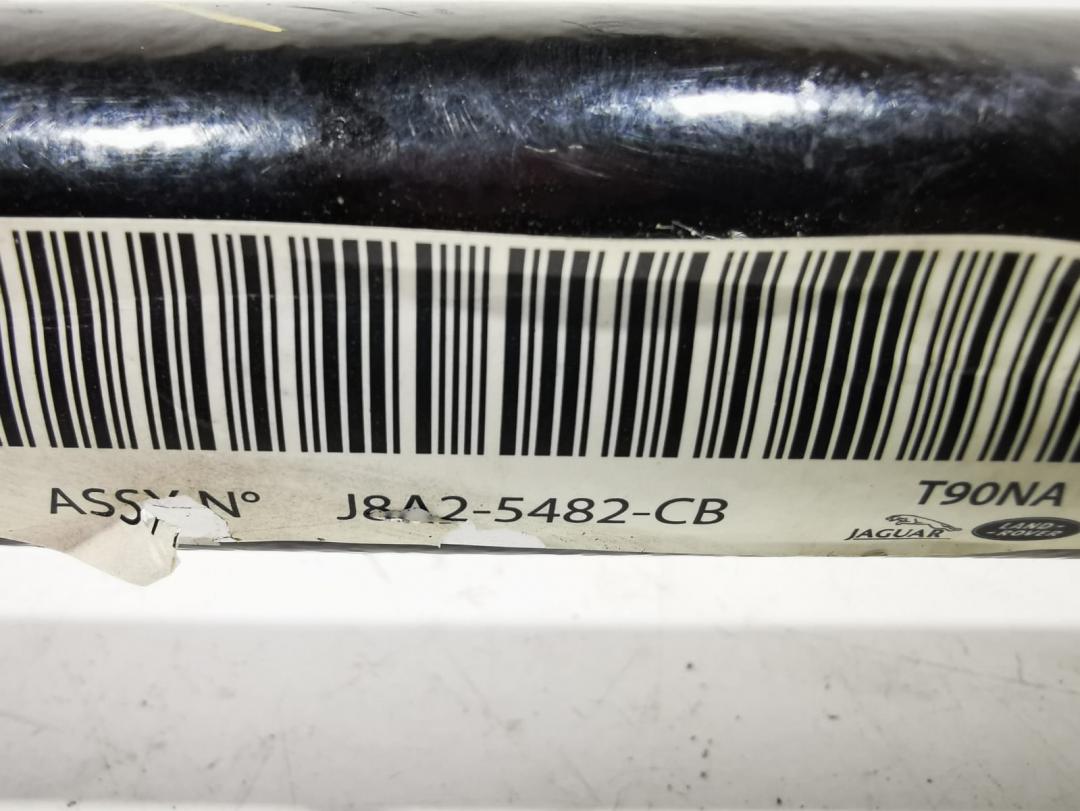 ASSY N° J8A2-5482-CB
T90NA
JAGUAR LAND-ROVER